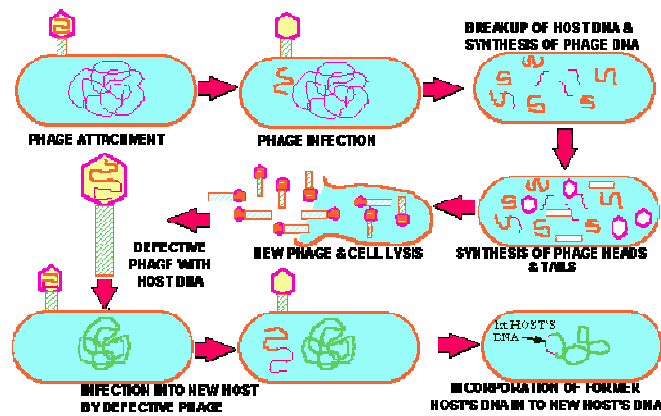 BREAKUP OF HOST DNA &
SYNTHESIS OF PHAGE DNA
PHAGE ATTACHMENT
PHAGE INFECTION
DEFECTIVE
PHAGE WITH
HOST DNA
NEW PHAGE & CELL LYSIS
SYNTHESIS OF PHAGE HEADS
& TAILS
1st HOST'S
DNA
INFECTION INTO NEW HOST
BY DEFECTIVE PHAGE
INCORPORATION OF FORMER
HOST'S DNA IN TO NEW HOST'S DNA